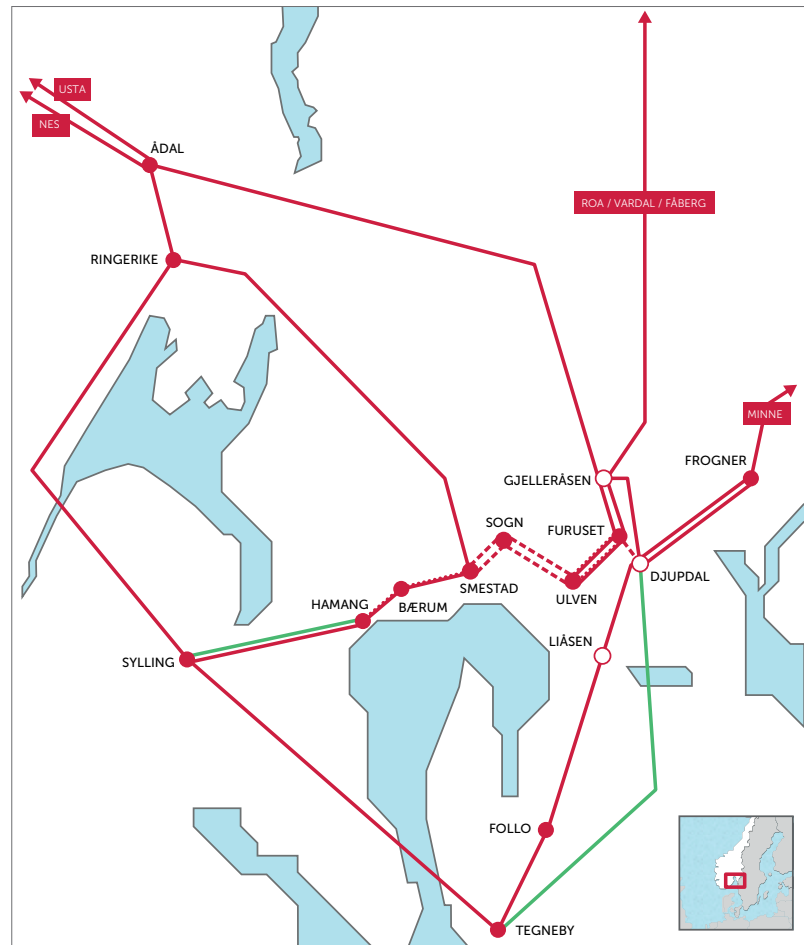 USTA
NES
ÅDAL
ROA / VARDAL / FÅBERG
RINGERIKE
MINNE
FROGNER
GJELLERÅSEN
SOGN
FURUSET
DJUPDAL
SMESTAD
ULVEN
HAMANG
BÆRUM
LIÅSEN
SYLLING
FOLLO
TEGNEBY